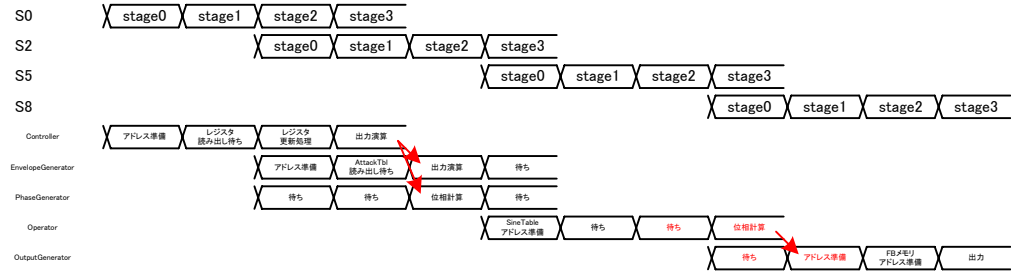 S0 stage0 stage1 stage2 stage3
S2 stage0 stage1 stage2 stage3
S5 stage0 stage1 stage2 stage3
S8 stage0 stage1 stage2 stage3
Controller アドレス準備 レジスタ 読み出し待ち レジスタ 更新処理 出力演算
EnvelopeGenerator アドレス準備 AttackTbl 読み出し待ち 出力演算 待ち
PhaseGenerator 待ち 待ち 位相計算 待ち
Operator SineTable アドレス準備 待ち 待ち 位相計算
OutputGenerator 待ち アドレス準備 FBメモリ アドレス準備 出力